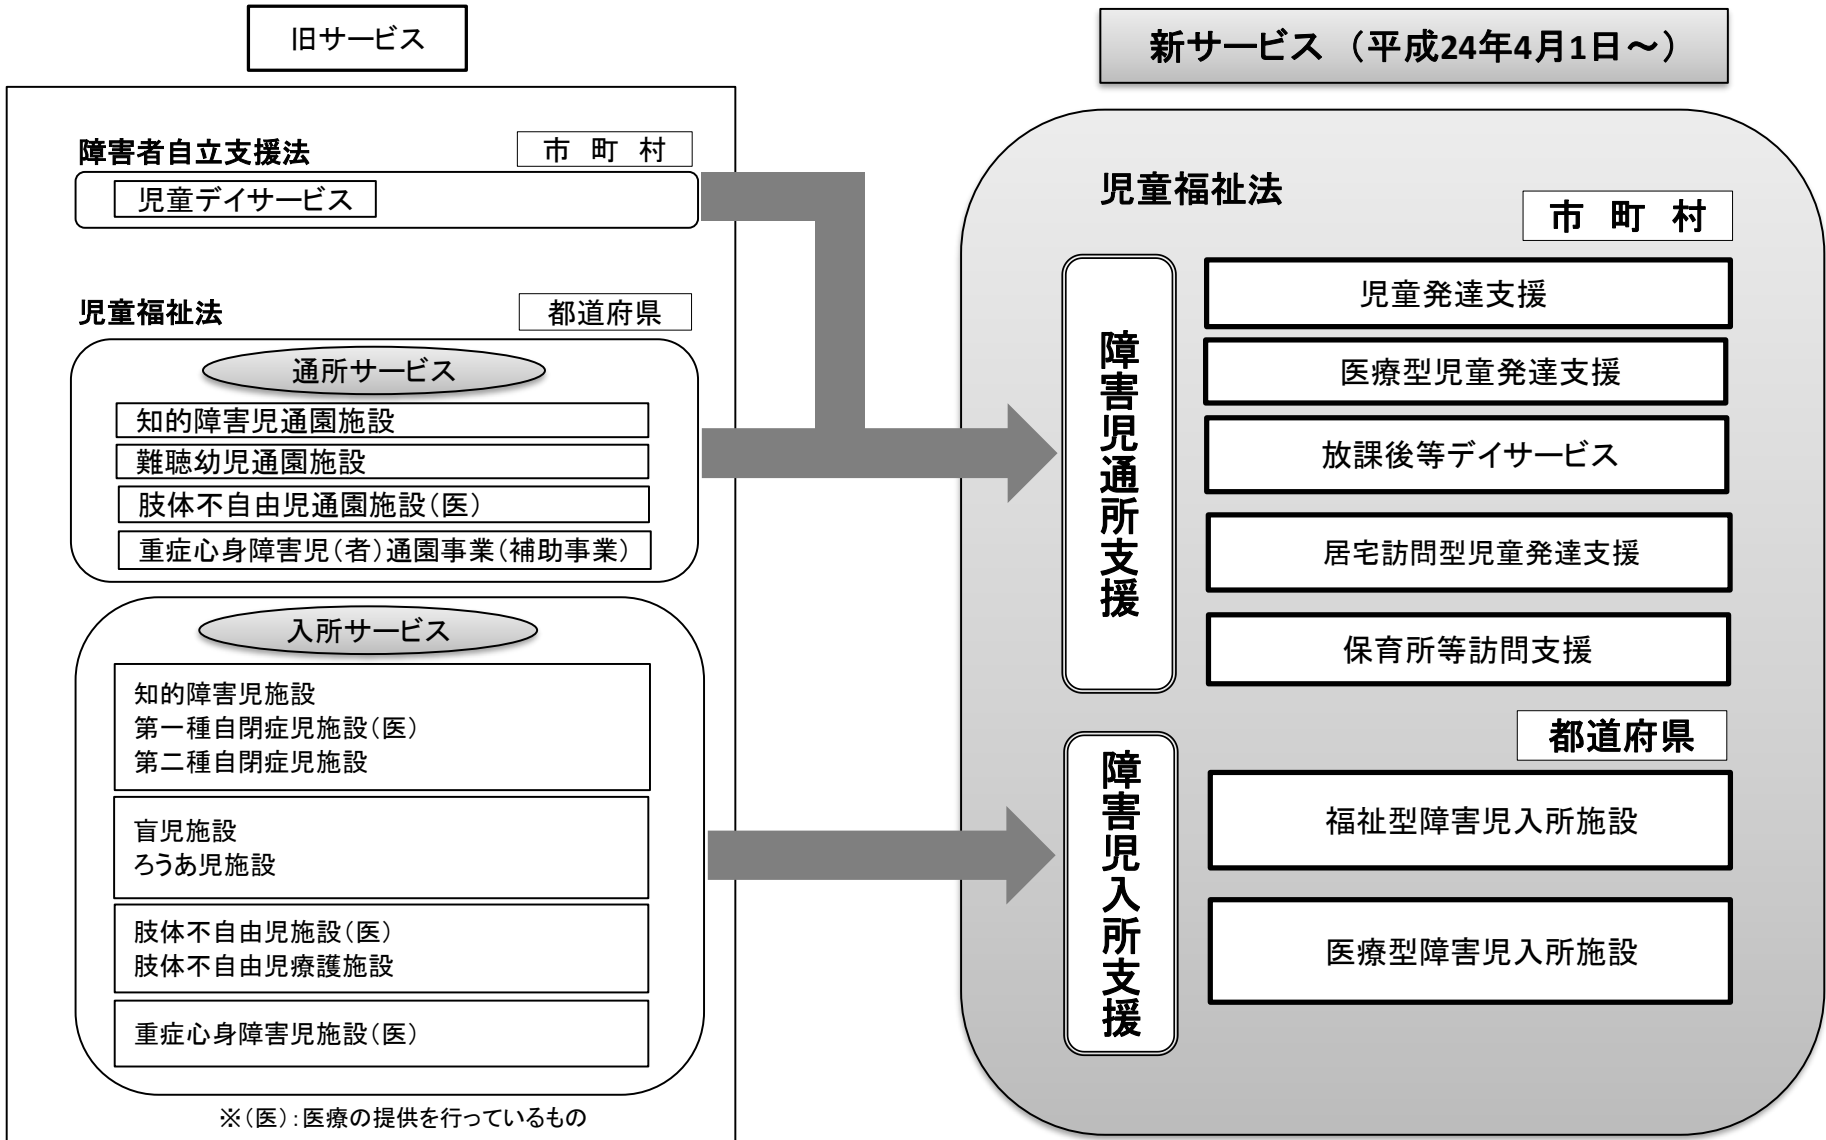 旧サービス
障害者自立支援法
市 町 村
児童デイサービス
児童福祉法
都道府県
通所サービス
知的障害児通園施設
難聴幼児通園施設
肢体不自由児通園施設(医)
重症心身障害児(者)通園事業(補助事業)
入所サービス
知的障害児施設
第一種自閉症児施設(医)
第二種自閉症児施設
盲児施設
ろうあ児施設
肢体不自由児施設(医)
肢体不自由児療護施設
重症心身障害児施設(医)
※(医):医療の提供を行っているもの
新サービス (平成24年4月1日~)
児童福祉法
市 町 村
障害児通所支援
児童発達支援
医療型児童発達支援
放課後等デイサービス
居宅訪問型児童発達支援
保育所等訪問支援
都道府県
障害児入所支援
福祉型障害児入所施設
医療型障害児入所施設